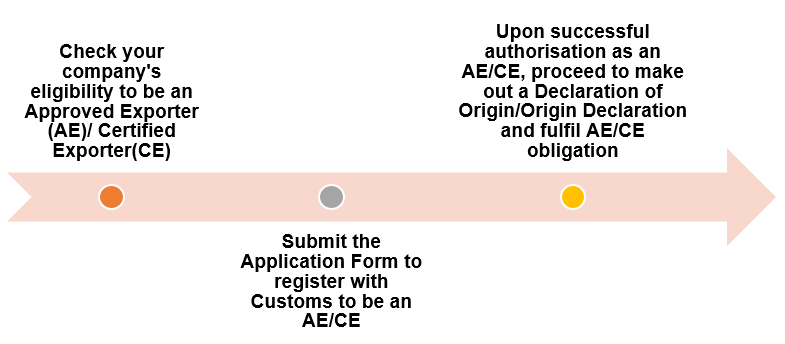 Check your
company's
eligibility to be an
Approved Exporter
(AE)/ Certified
Exporter(CE)
Submit the
Application Form to
register with
Customs to be an
AE/CE
Upon successful
authorisation as an
AE/CE, proceed to make
out a Declaration of
Origin/Origin Declaration
and fulfil AE/CE
obligation